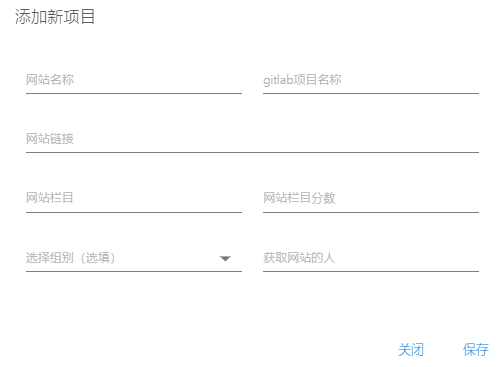 添加新项目
网站名称 gitlab项目名称
网站链接
网站栏目 网站栏目分数
选择组别（选填） 获取网站的人
关闭 保存